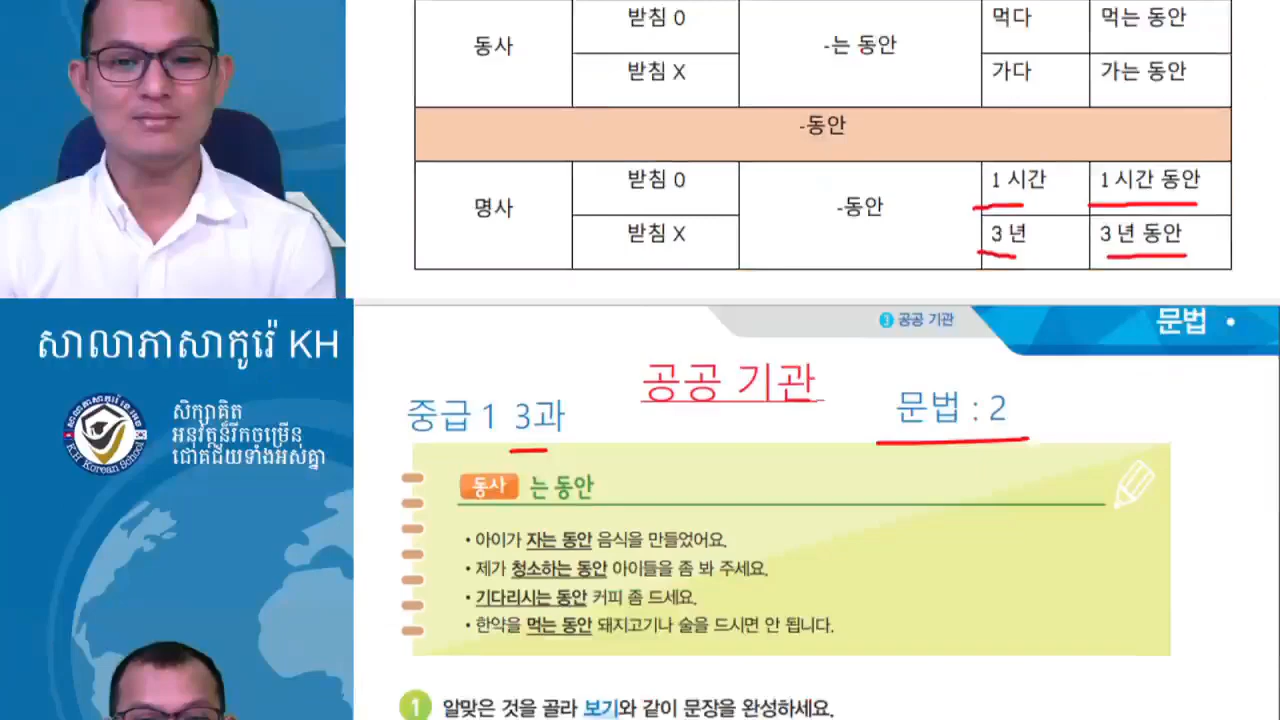 동사 받침 0 -는 동안 먹다 먹는 동안
받침 X 가다 가는 동안
-동안
명사 받침 0 -동안 1 시간 1 시간 동안
받침 X 3 년 3 년 동안
3 공공 기관
문법
សាលាភាសាកូរ៉េ KH
សិក្សាគិត
អនុវត្តន៍រីកចម្រើន
ជោគជ័យទាំងអស់គ្នា
K.H Korean School
중급 1 3과
공공 기관
문법 : 2
동사 는 동안
• 아이가 자는 동안 음식을 만들었어요.
• 제가 청소하는 동안 아이들을 좀 봐 주세요.
• 기다리시는 동안 커피 좀 드세요.
• 한약을 먹는 동안 돼지고기나 술을 드시면 안 됩니다.
1 알맞은 것을 골라 보기와 같이 문장을 완성하세요.